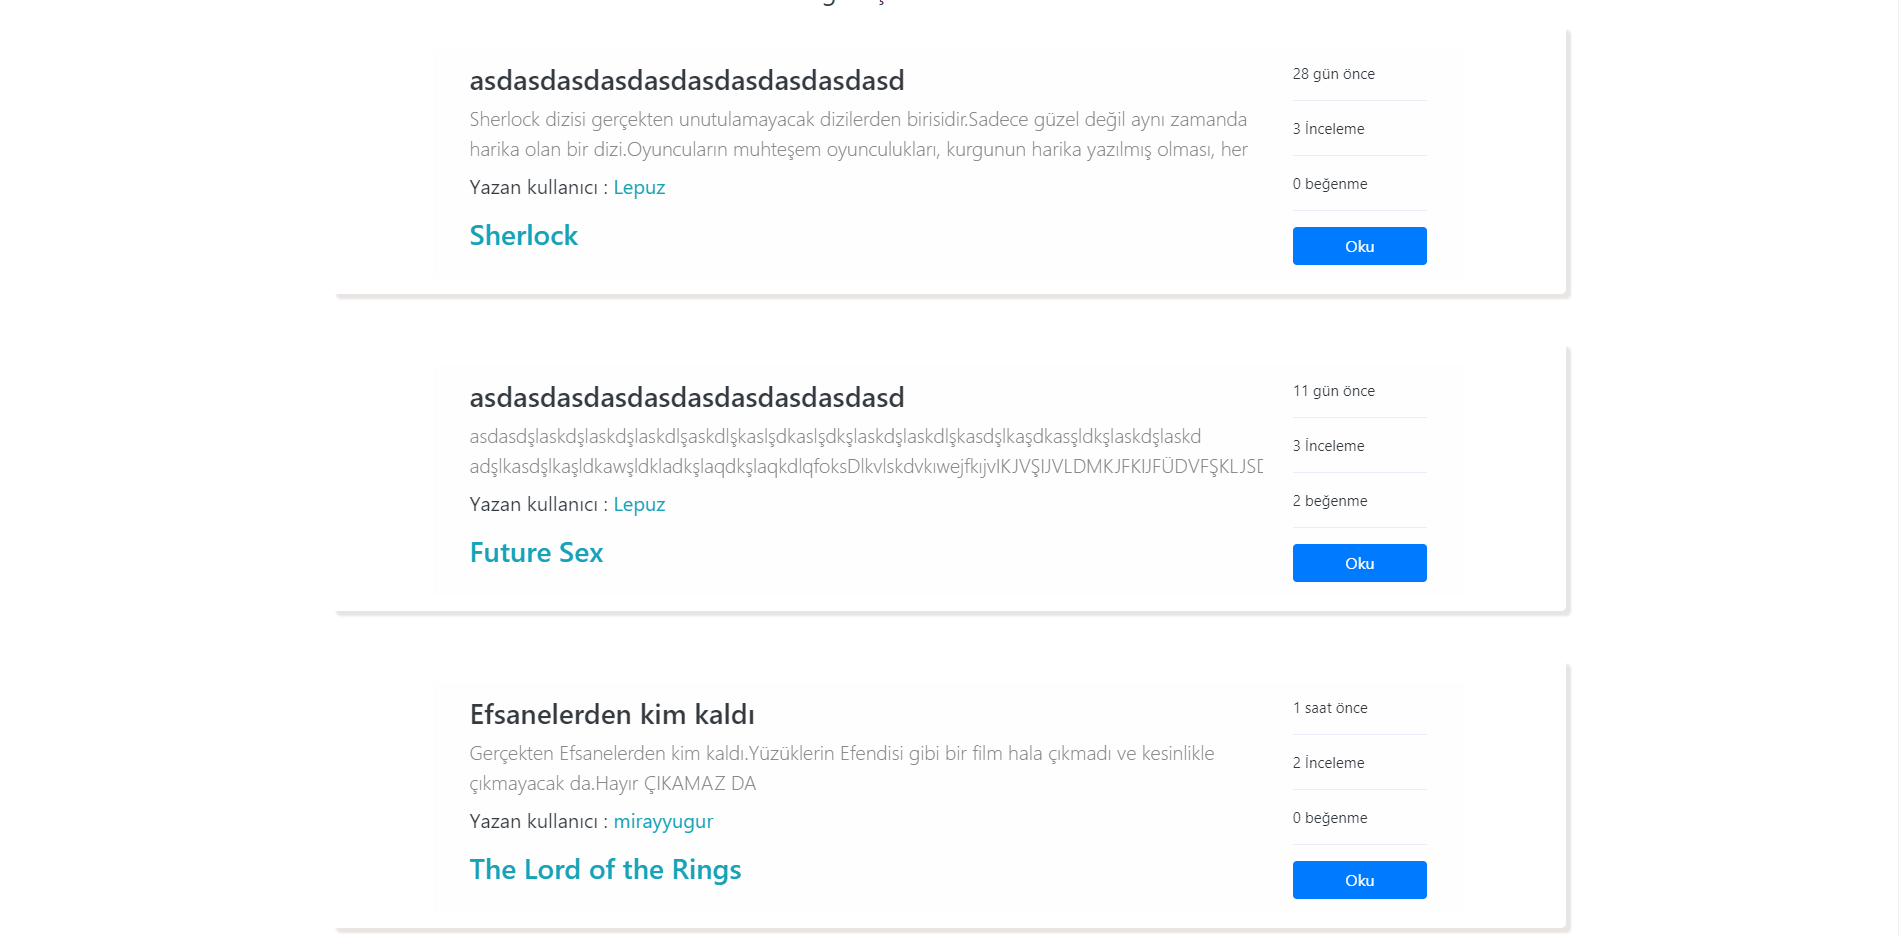 asdasdasdasdasdasdasdasdasdasd
Sherlock dizisi gerçekten unutulamayacak dizilerden birisidir.Sadece güzel değil aynı zamanda
harika olan bir dizi.Oyuncuların muhteşem oyunculukları, kurgunun harika yazılmış olması, her
Yazan kullanıcı : Lepuz
Sherlock
28 gün önce
3 İnceleme
0 beğenme
Oku
asdasdasdasdasdasdasdasdasdasd
asdasdşlaskdşlaskdşlaskdlşaskdlşkaslşdkaslşdkşlaskdşlaskdlşkasdşlkaşdkasşldkşlaskdşlaskd
adşlkasdşlkaşldkawşldkladkşlaqdkşlaqkdlqfoksDlkvlskdvkıwejfkıjvIKJVŞIJVLDMKJFKIJFÜDVFŞKLJSD
Yazan kullanıcı : Lepuz
Future Sex
11 gün önce
3 İnceleme
2 beğenme
Oku
Efsanelerden kim kaldı
Gerçekten Efsanelerden kim kaldı.Yüzüklerin Efendisi gibi bir film hala çıkmadı ve kesinlikle
çıkmayacak da.Hayır ÇIKAMAZ DA
Yazan kullanıcı : mirayyugur
The Lord of the Rings
1 saat önce
2 İnceleme
0 beğenme
Oku